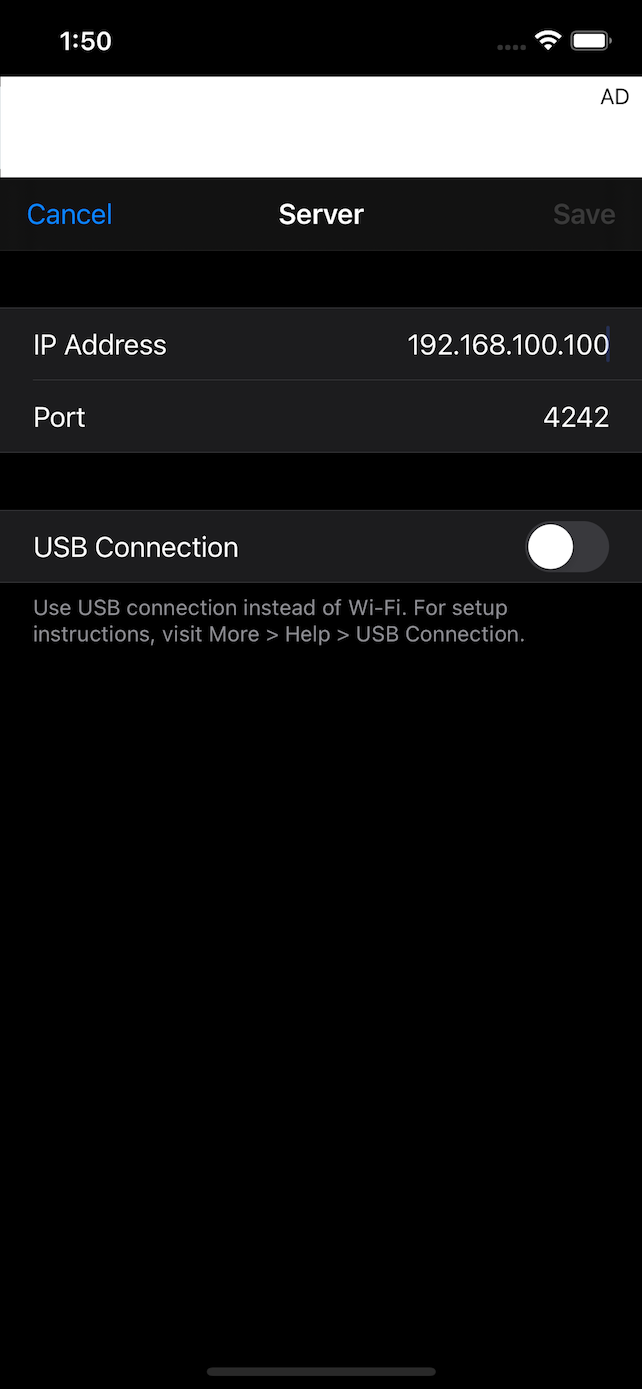 1:50
AD
Cancel Server Save
IP Address 192.168.100.100
Port 4242
USB Connection
Use USB connection instead of Wi-Fi. For setup
instructions, visit More > Help > USB Connection.